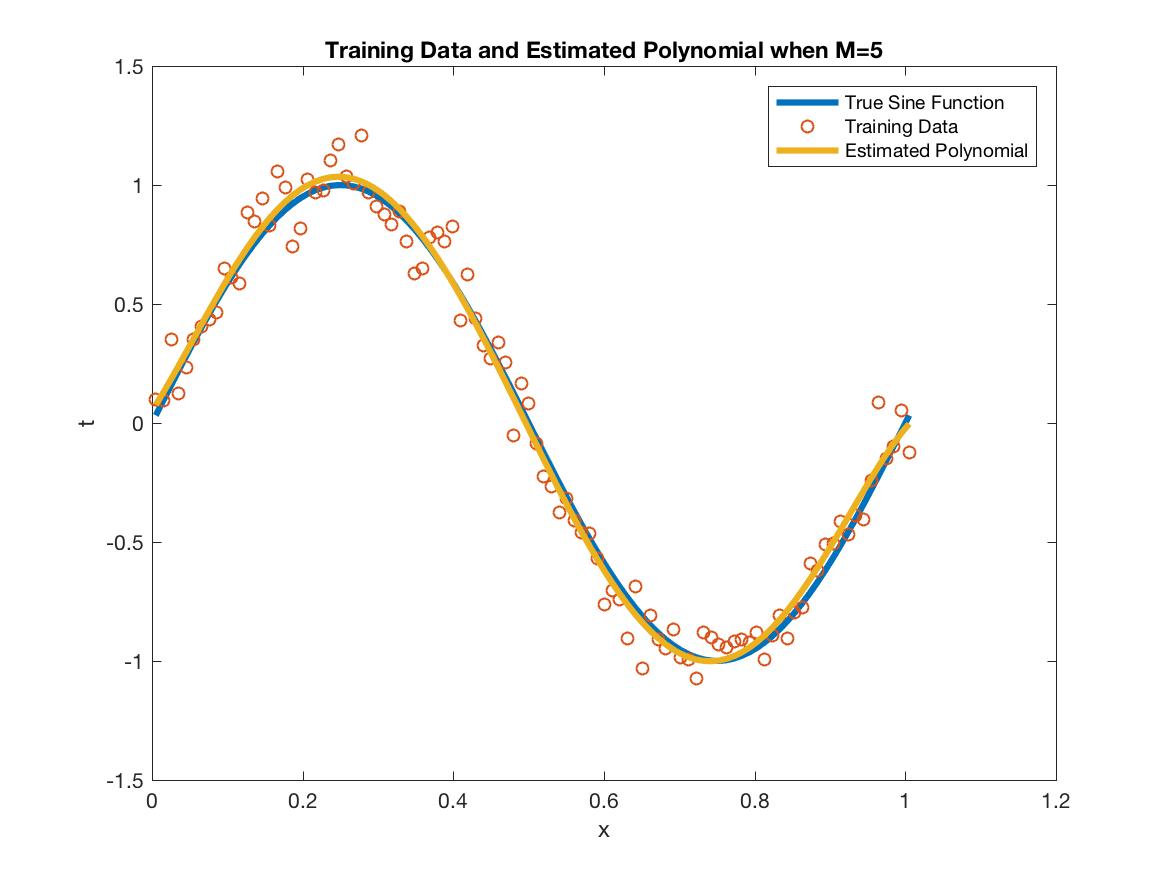 Training Data and Estimated Polynomial when M=5
1.5
True Sine Function
Training Data
Estimated Polynomial
1
0.5
t
0
-0.5
-1
-1.5
0 0.2 0.4 0.6 0.8 1 1.2
x